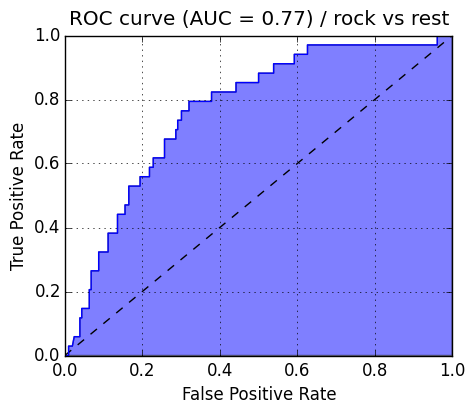 ROC curve (AUC = 0.77) / rock vs rest
True Positive Rate
1.0
0.8
0.6
0.4
0.2
0.0
0.0 0.2 0.4 0.6 0.8 1.0
False Positive Rate